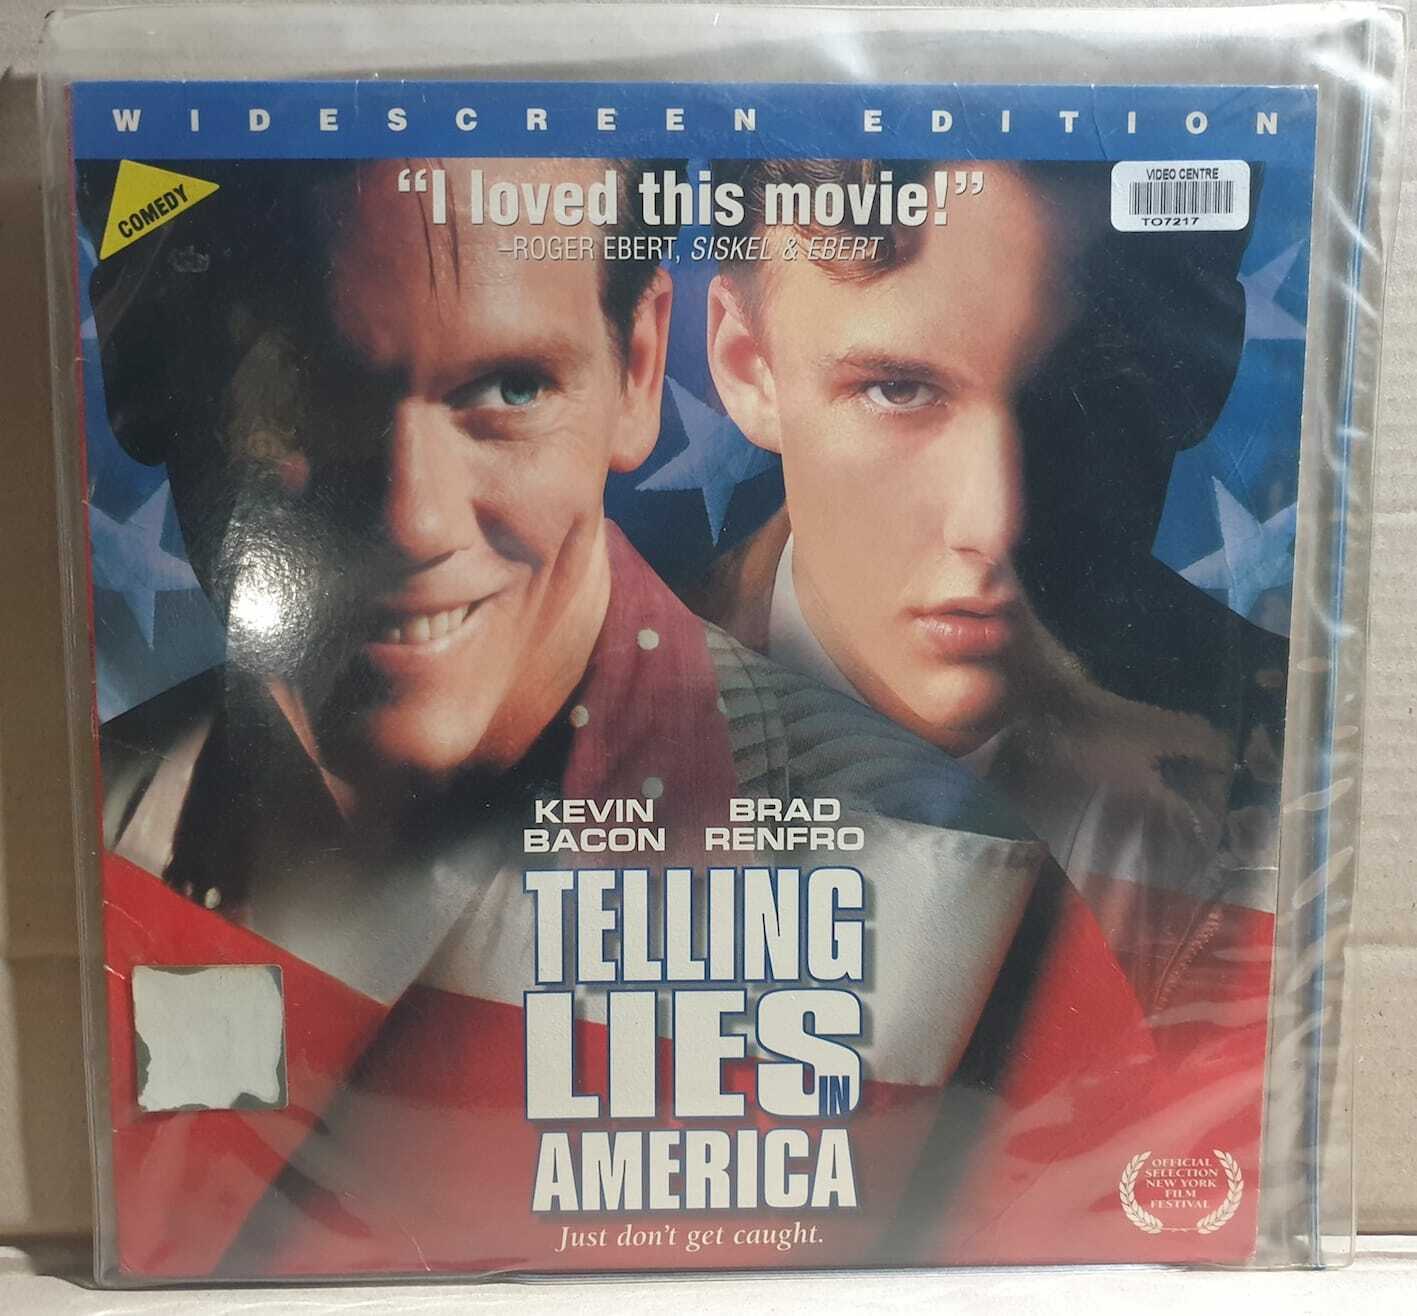 WIDESCREEN EDITION
COMEDY
"I loved this movie!"
–ROGER EBERT, SISKEL & EBERT
VIDEO CENTRE
TO7217
KEVIN BACON
BRAD RENFRO
TELLING
LIES IN
AMERICA
Just don't get caught.
OFFICIAL
SELECTION
NEW YORK
FILM
FESTIVAL